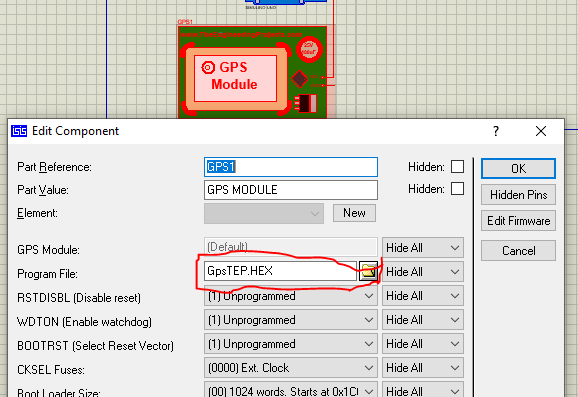 GPS1
GPS
Module
Edit Component
? ×
Part Reference: GPS1 Hidden: OK
Part Value: GPS MODULE Hidden: Hidden Pins
Element: New Edit Firmware
GPS Module: (Default) Hide All Cancel
Program File: GpsTEP.HEX Hide All
RSTDISBL (Disable reset) (1) Unprogrammed Hide All
WDTON (Enable watchdog) (1) Unprogrammed Hide All
BOOTRST (Select Reset Vector) (1) Unprogrammed Hide All
CKSEL Fuses: (0000) Ext. Clock Hide All
Boot Loader Size: (00) 1024 words. Starts at 0x1C Hide All